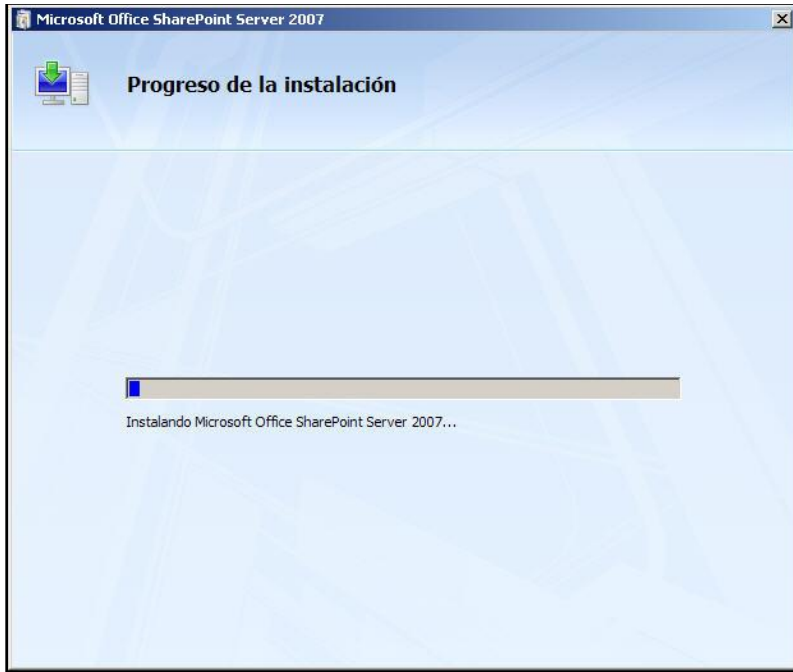 Microsoft Office SharePoint Server 2007
Progreso de la instalación
Instalando Microsoft Office SharePoint Server 2007...